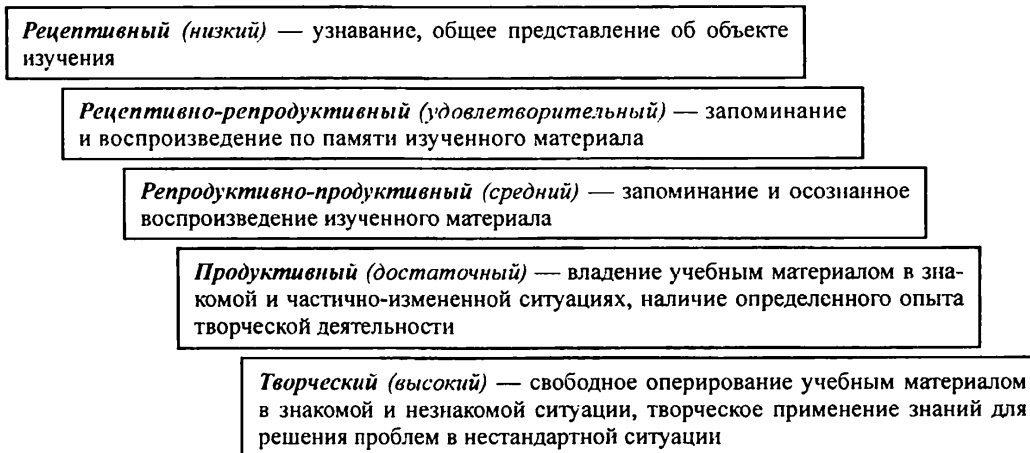 Рецептивный (низкий) — узнавание, общее представление об объекте
изучения
Рецептивно-репродуктивный (удовлетворительный) — запоминание
и воспроизведение по памяти изученного материала
Репродуктивно-продуктивный (средний) — запоминание и осознанное
воспроизведение изученного материала
Продуктивный (достаточный) — владение учебным материалом в зна-
комой и частично-измененной ситуациях, наличие определенного опыта
творческой деятельности
Творческий (высокий) — свободное оперирование учебным материалом
в знакомой и незнакомой ситуации, творческое применение знаний для
решения проблем в нестандартной ситуации